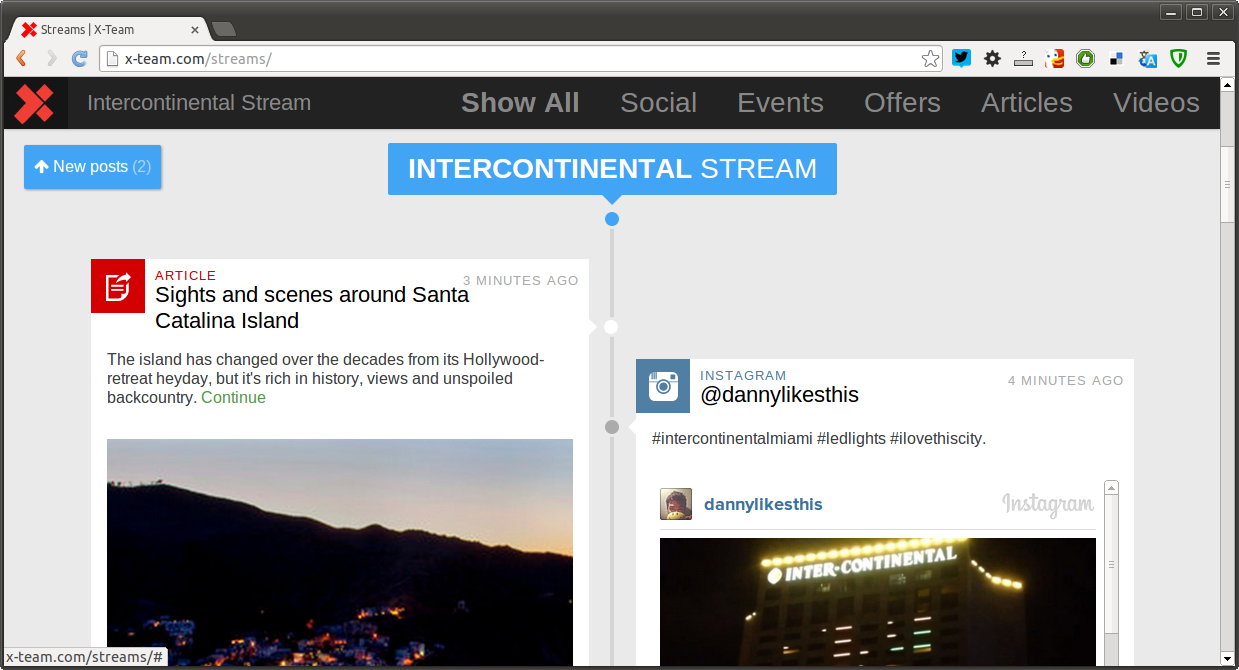 Streams | X-Team
x-team.com/streams/
Intercontinental Stream
Show All Social Events Offers Articles Videos
New posts (2)
INTERCONTINENTAL STREAM
ARTICLE
3 MINUTES AGO
Sights and scenes around Santa
Catalina Island
The island has changed over the decades from its Hollywood-
retreat heyday, but it's rich in history, views and unspoiled
backcountry. Continue
INSTAGRAM
4 MINUTES AGO
@dannylikesthis
#intercontinentalmiami #ledlights #ilovethiscity.
dannylikesthis
Instagram
INTER-CONTINENTAL
x-team.com/streams/#